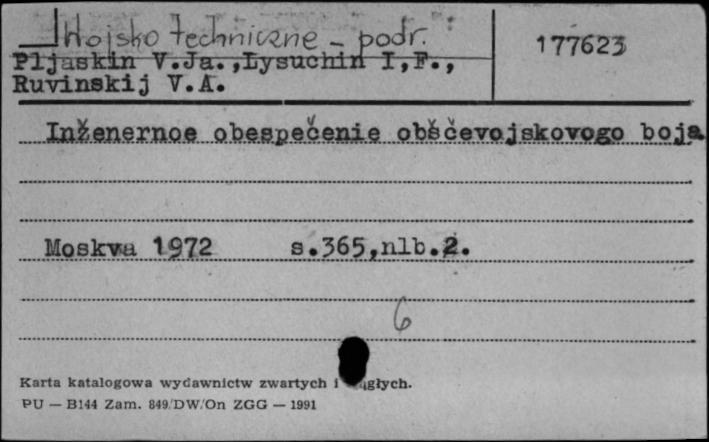 Wojsko techniczne - podr.
177623
Pljaskin V.Ja.,Lysuchin I,F.,
Ruvinskij V.A.
Inženernoe obespečenie obščevojskovogo boja
Moskva 1972 s.365,nlb.2.
6
Karta katalogowa wydawnictw zwartych i
PU — B144 Zam. 849/DW/On ZGG — 1991